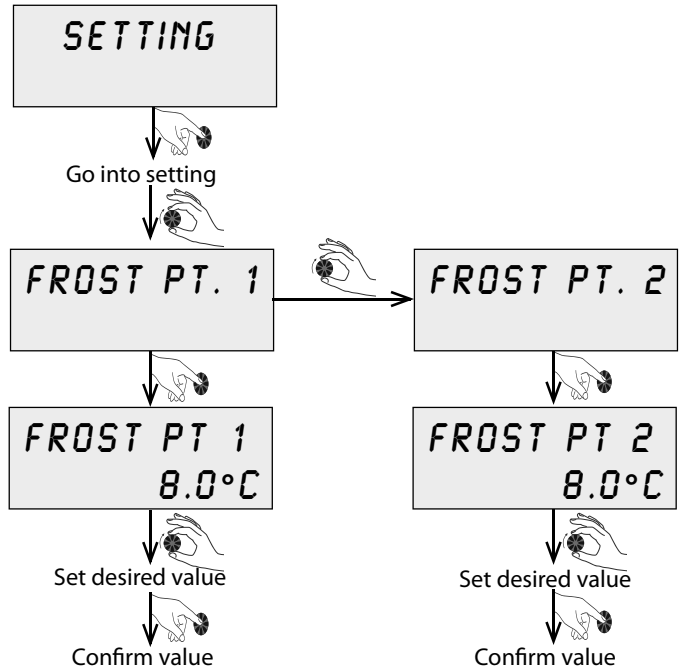 SETTING
Go into setting
FROST PT. 1
FROST PT. 2
FROST PT 1
8.0°C
FROST PT 2
8.0°C
Set desired value
Set desired value
Confirm value
Confirm value